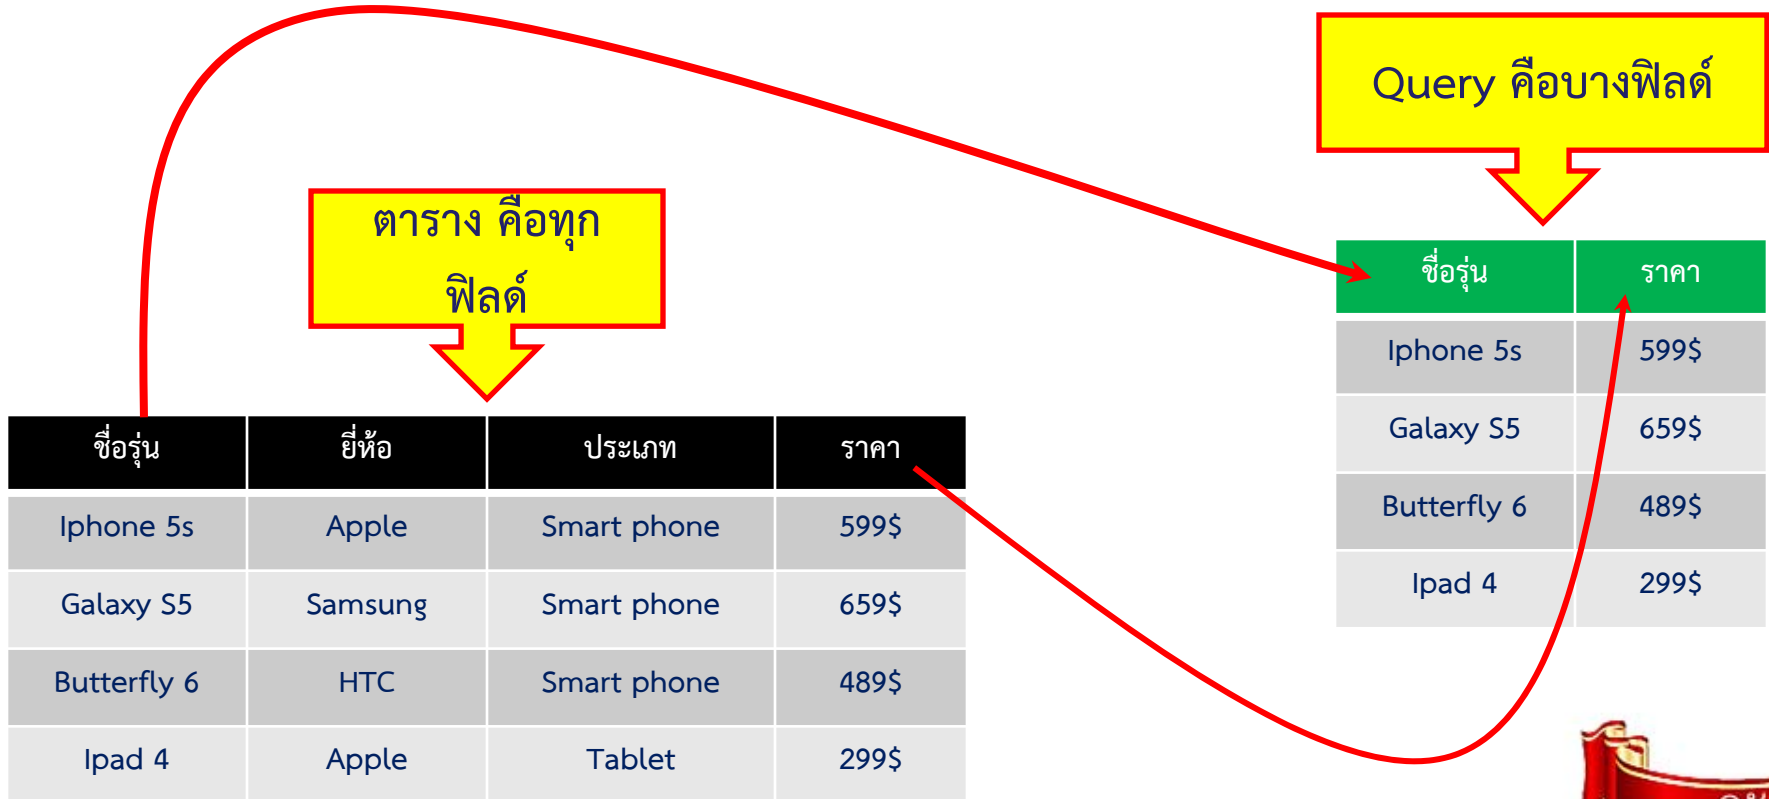 Query คือบางฟิลด์
ตาราง คือทุก
ฟิลด์
ชื่อรุ่น ราคา
Iphone 5s 599$
Galaxy S5 659$
Butterfly 6 489$
Ipad 4 299$
ชื่อรุ่น ยี่ห้อ ประเภท ราคา
Iphone 5s Apple Smart phone 599$
Galaxy S5 Samsung Smart phone 659$
Butterfly 6 HTC Smart phone 489$
Ipad 4 Apple Tablet 299$